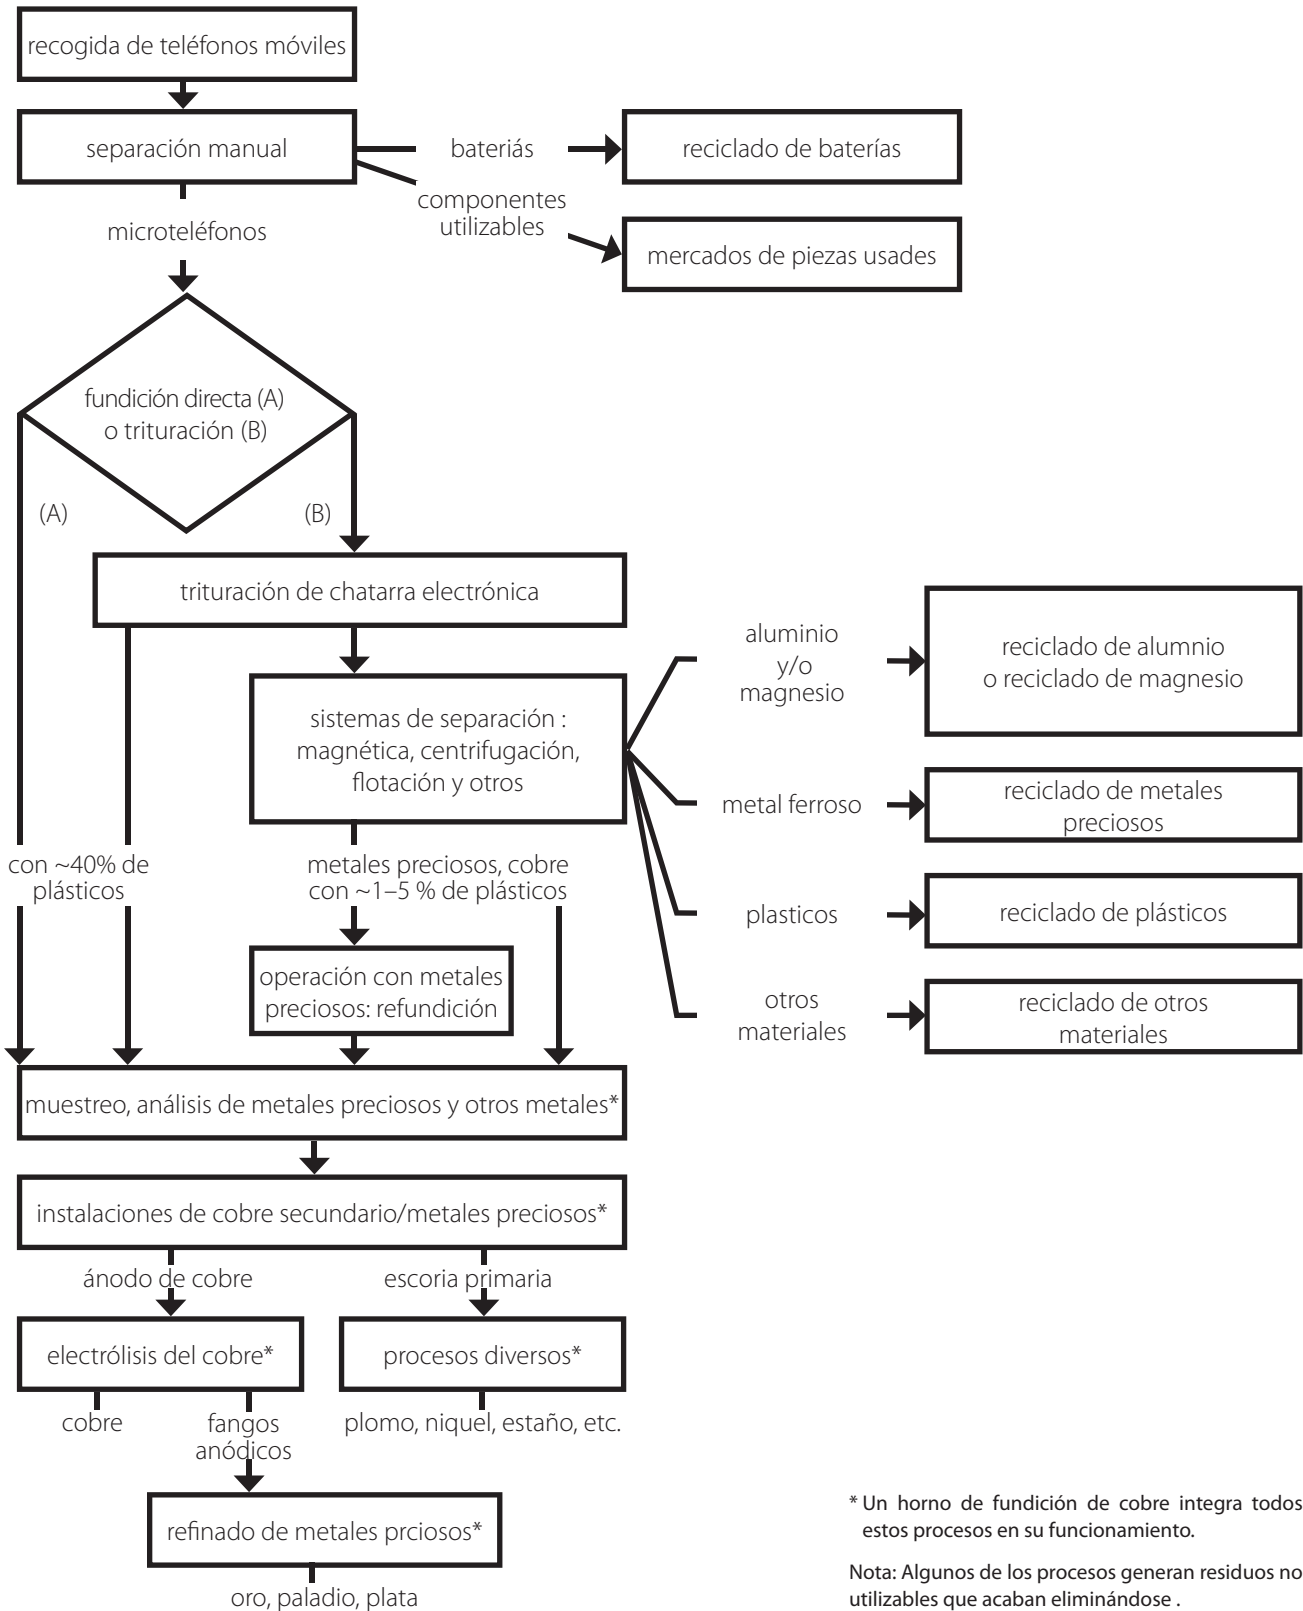 recogida de teléfonos móviles
separación manual
bateriás
reciclado de baterías
componentes
utilizables
mercados de piezas usades
microteléfonos
fundición directa (A)
o trituración (B)
(A)
(B)
trituración de chatarra electrónica
sistemas de separación :
magnética, centrifugación,
flotación y otros
aluminio
y/o
magnesio
reciclado de alumnio
o reciclado de magnesio
metal ferroso
reciclado de metales
preciosos
plasticos
reciclado de plásticos
otros
materiales
reciclado de otros
materiales
con ~40% de
plásticos
metales preciosos, cobre
con ~1–5 % de plásticos
operación con metales
preciosos: refundición
muestreo, análisis de metales preciosos y otros metales*
instalaciones de cobre secundario/metales preciosos*
ánodo de cobre
escoria primaria
electrólisis del cobre*
procesos diversos*
cobre
fangos
anódicos
plomo, niquel, estaño, etc.
refinado de metales prciosos*
oro, paladio, plata
* Un horno de fundición de cobre integra todos
estos procesos en su funcionamiento.
Nota: Algunos de los procesos generan residuos no
utilizables que acaban eliminándose .